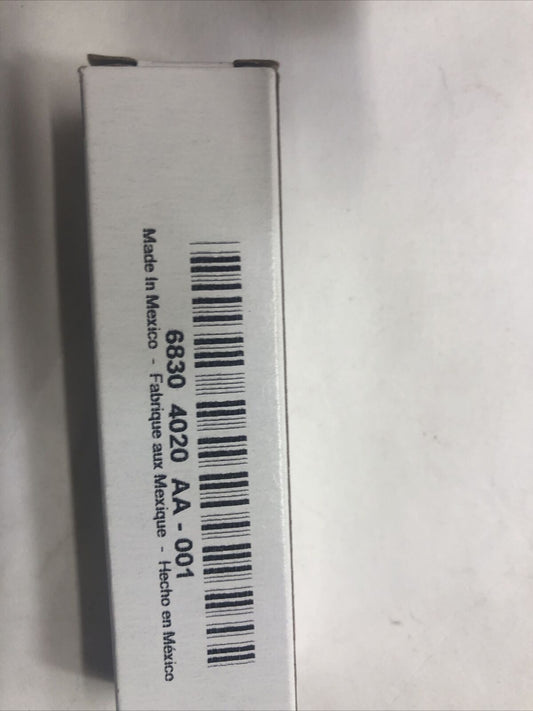 6830 4020 AA - 001
Made In Mexico - Fabrique aux Mexique - Hecho en México